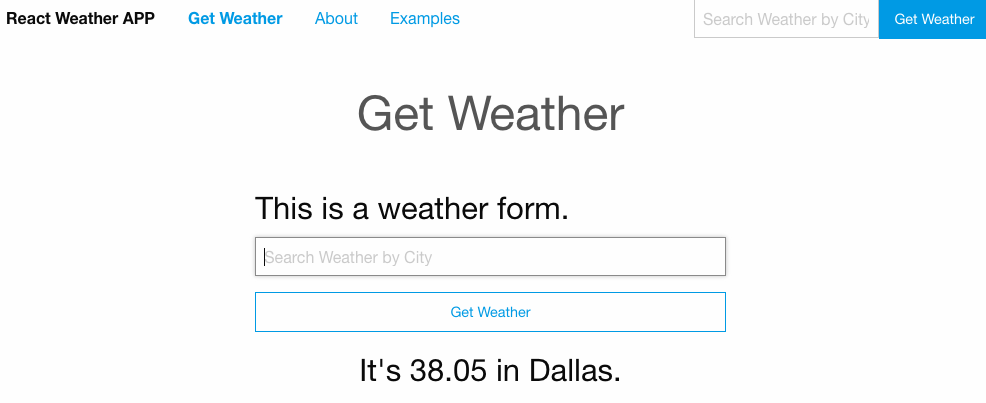 React Weather APP Get Weather About Examples Search Weather by City Get Weather
Get Weather
This is a weather form.
Search Weather by City
Get Weather
It's 38.05 in Dallas.